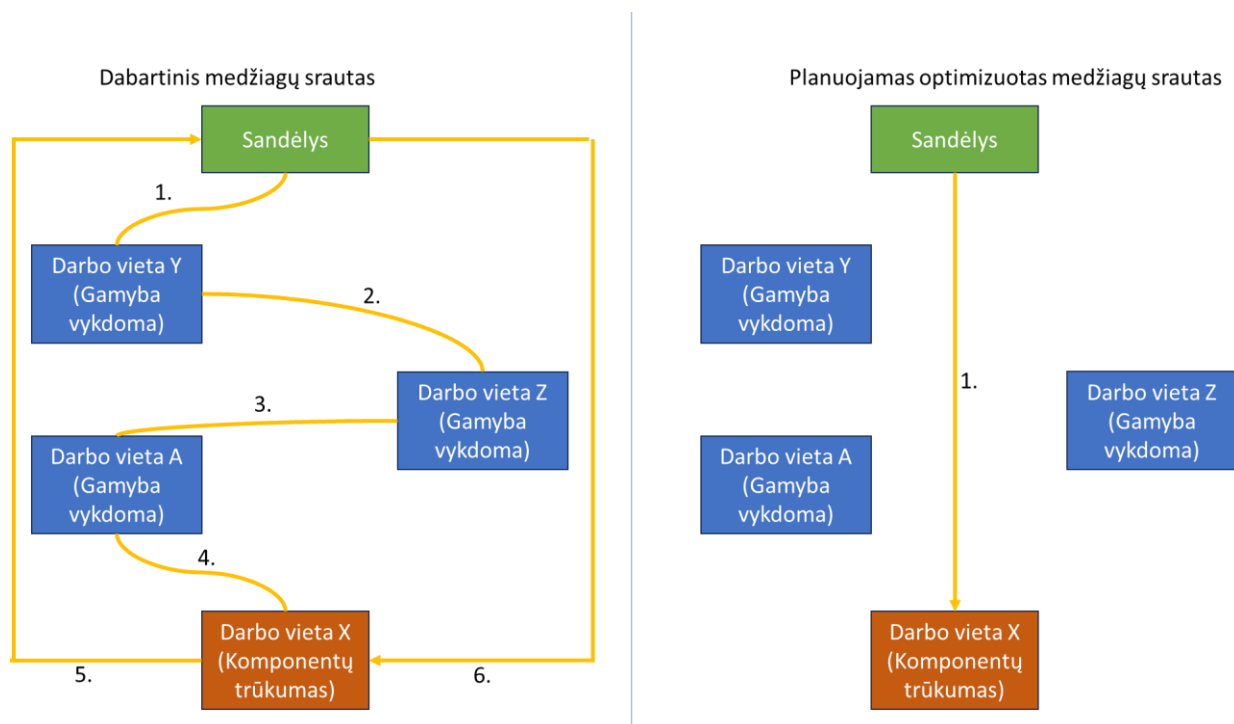 Dabartinis medžiagų srautas
Sandėlys
1.
Darbo vieta Y
(Gamyba
vykdoma)
2.
Darbo vieta Z
(Gamyba
vykdoma)
3.
Darbo vieta A
(Gamyba
vykdoma)
4.
Darbo vieta X
(Komponentų
trūkumas)
5.
6.
Planuojamas optimizuotas medžiagų srautas
Sandėlys
Darbo vieta Y
(Gamyba
vykdoma)
1.
Darbo vieta Z
(Gamyba
vykdoma)
Darbo vieta A
(Gamyba
vykdoma)
Darbo vieta X
(Komponentų
trūkumas)